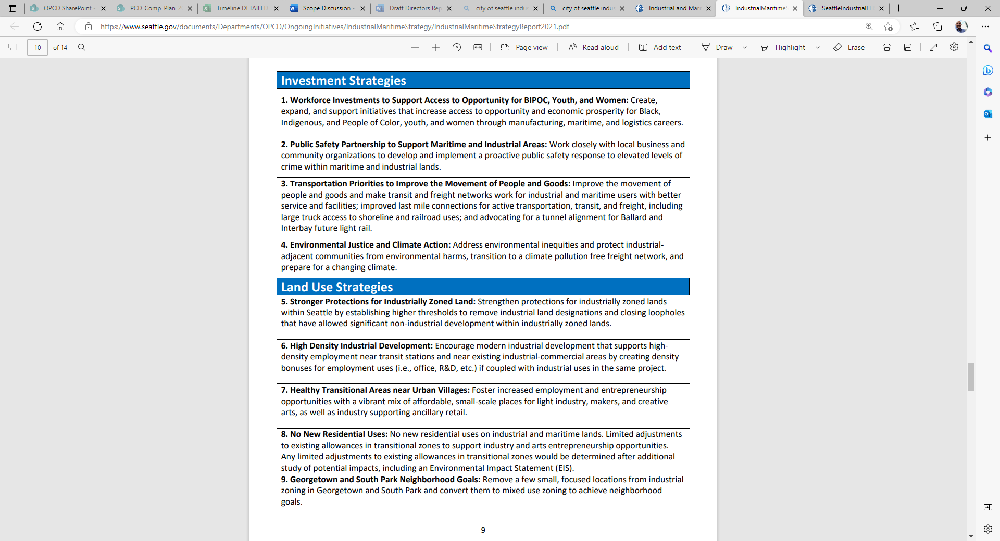 OPCD SharePoint -
PCD_Comp_Plan_2
Timeline DETAILED
Scope Discussion -
Draft Directors Rep
city of seattle indus
city of seattle indus
Industrial and Mari
IndustrialMaritimeS
SeattleIndustrialFE
https://www.seattle.gov/documents/Departments/OPCD/OngoingInitiatives/IndustrialMaritimeStrategy/IndustrialMaritimeStrategyReport2021.pdf
10 of 14
Page view
Read aloud
Add text
Draw
Highlight
Erase
Investment Strategies
1. Workforce Investments to Support Access to Opportunity for BIPOC, Youth, and Women: Create,
expand, and support initiatives that increase access to opportunity and economic prosperity for Black,
Indigenous, and People of Color, youth, and women through manufacturing, maritime, and logistics careers.
2. Public Safety Partnership to Support Maritime and Industrial Areas: Work closely with local business and
community organizations to develop and implement a proactive public safety response to elevated levels of
crime within maritime and industrial lands.
3. Transportation Priorities to Improve the Movement of People and Goods: Improve the movement of
people and goods and make transit and freight networks work for industrial and maritime users with better
service and facilities; improved last mile connections for active transportation, transit, and freight, including
large truck access to shoreline and railroad uses; and advocating for a tunnel alignment for Ballard and
Interbay future light rail.
4. Environmental Justice and Climate Action: Address environmental inequities and protect industrial-
adjacent communities from environmental harms, transition to a climate pollution free freight network, and
prepare for a changing climate.
Land Use Strategies
5. Stronger Protections for Industrially Zoned Land: Strengthen protections for industrially zoned lands
within Seattle by establishing higher thresholds to remove industrial land designations and closing loopholes
that have allowed significant non-industrial development within industrially zoned lands.
6. High Density Industrial Development: Encourage modern industrial development that supports high-
density employment near transit stations and near existing industrial-commercial areas by creating density
bonuses for employment uses (i.e., office, R&D, etc.) if coupled with industrial uses in the same project.
7. Healthy Transitional Areas near Urban Villages: Foster increased employment and entrepreneurship
opportunities with a vibrant mix of affordable, small-scale places for light industry, makers, and creative
arts, as well as industry supporting ancillary retail.
8. No New Residential Uses: No new residential uses on industrial and maritime lands. Limited adjustments
to existing allowances in transitional zones to support industry and arts entrepreneurship opportunities.
Any limited adjustments to existing allowances in transitional zones would be determined after additional
study of potential impacts, including an Environmental Impact Statement (EIS).
9. Georgetown and South Park Neighborhood Goals: Remove a few small, focused locations from industrial
zoning in Georgetown and South Park and convert them to mixed use zoning to achieve neighborhood
goals.
9